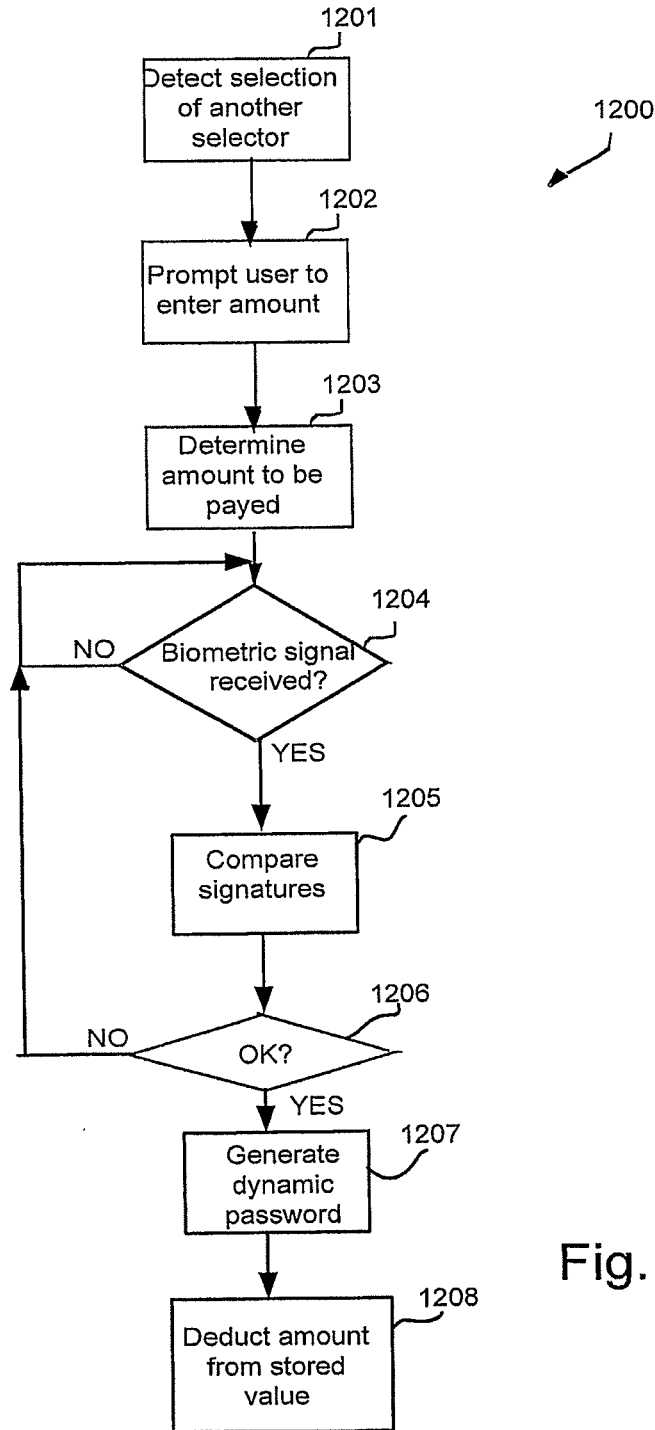 1201
Detect selection
of another
selector
1200
1202
Prompt user to
enter amount
1203
Determine
amount to be
payed
1204
NO
Biometric signal
received?
YES
1205
Compare
signatures
1206
NO
OK?
YES
1207
Generate
dynamic
password
Fig.
1208
Deduct amount
from stored
value